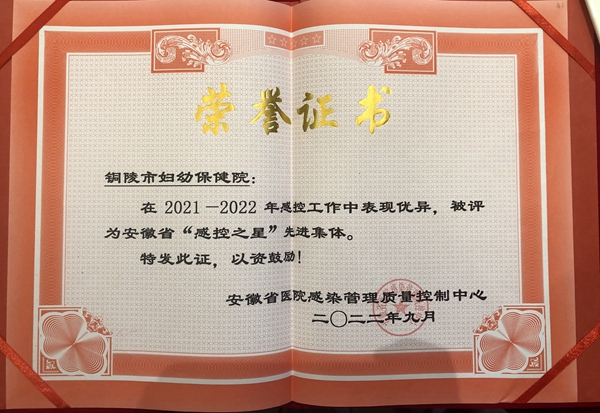 荣誉证书
铜陵市妇幼保健院：
在 2021－2022 年感控工作中表现优异，被评
为安徽省“感控之星”先进集体。
特发此证，以资鼓励！
安徽省医院感染管理质量控制中心
二〇二二年九月